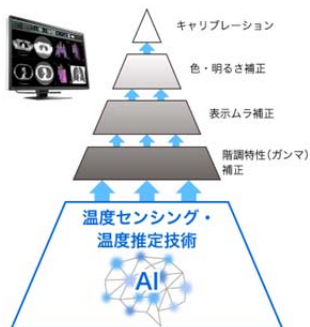 キャリブレーション
色・明るさ補正
表示ムラ補正
階調特性(ガンマ)
補正
温度センシング・
温度推定技術
AI